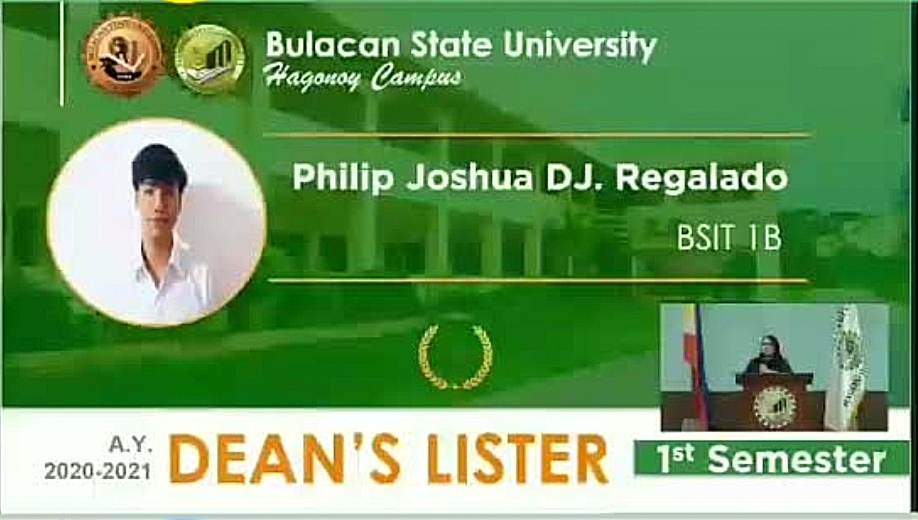 Bulacan State University
Hagonoy Campus
Philip Joshua DJ. Regalado
BSIT 1B
A.Y.
2020-2021
DEAN'S LISTER
1st Semester